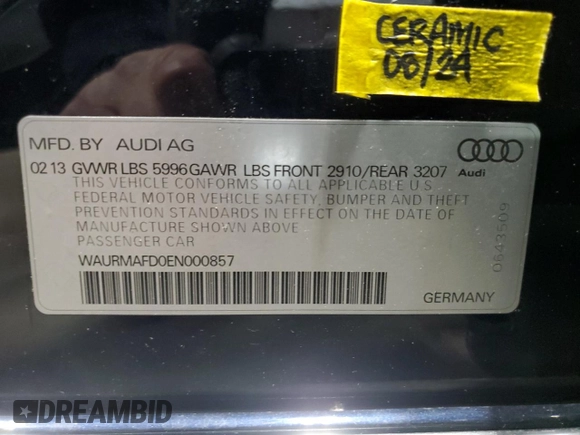 CERAMIC
08/24
MFD. BY AUDI AG
02 13 GVWR LBS 5996 GAWR LBS FRONT 2910/REAR 3207
Audi
THIS VEHICLE CONFORMS TO ALL APPLICABLE U S
FEDERAL MOTOR VEHICLE SAFETY, BUMPER AND THEFT
PREVENTION STANDARDS IN EFFECT ON THE DATE OF
MANUFACTURE SHOWN ABOVE
PASSENGER CAR
WAURMAFD0EN000857
0643509
GERMANY
DREAMBID